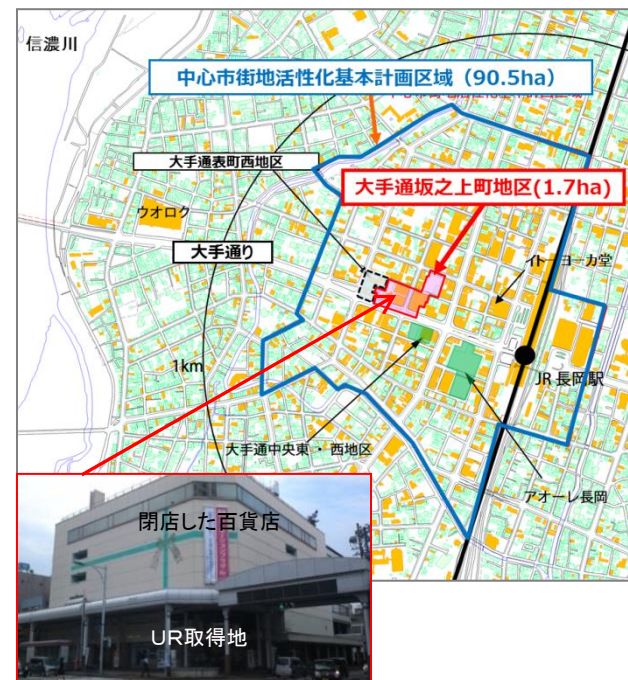 信濃川
中心市街地活性化基本計画区域（90.5ha）
大手通表町西地区
大手通坂之上町地区(1.7ha)
ウオロク
大手通り
イトーヨーカ堂
1km
JR 長岡駅
大手通中央東・西地区
アオーレ長岡
閉店した百貨店
ＵＲ取得地